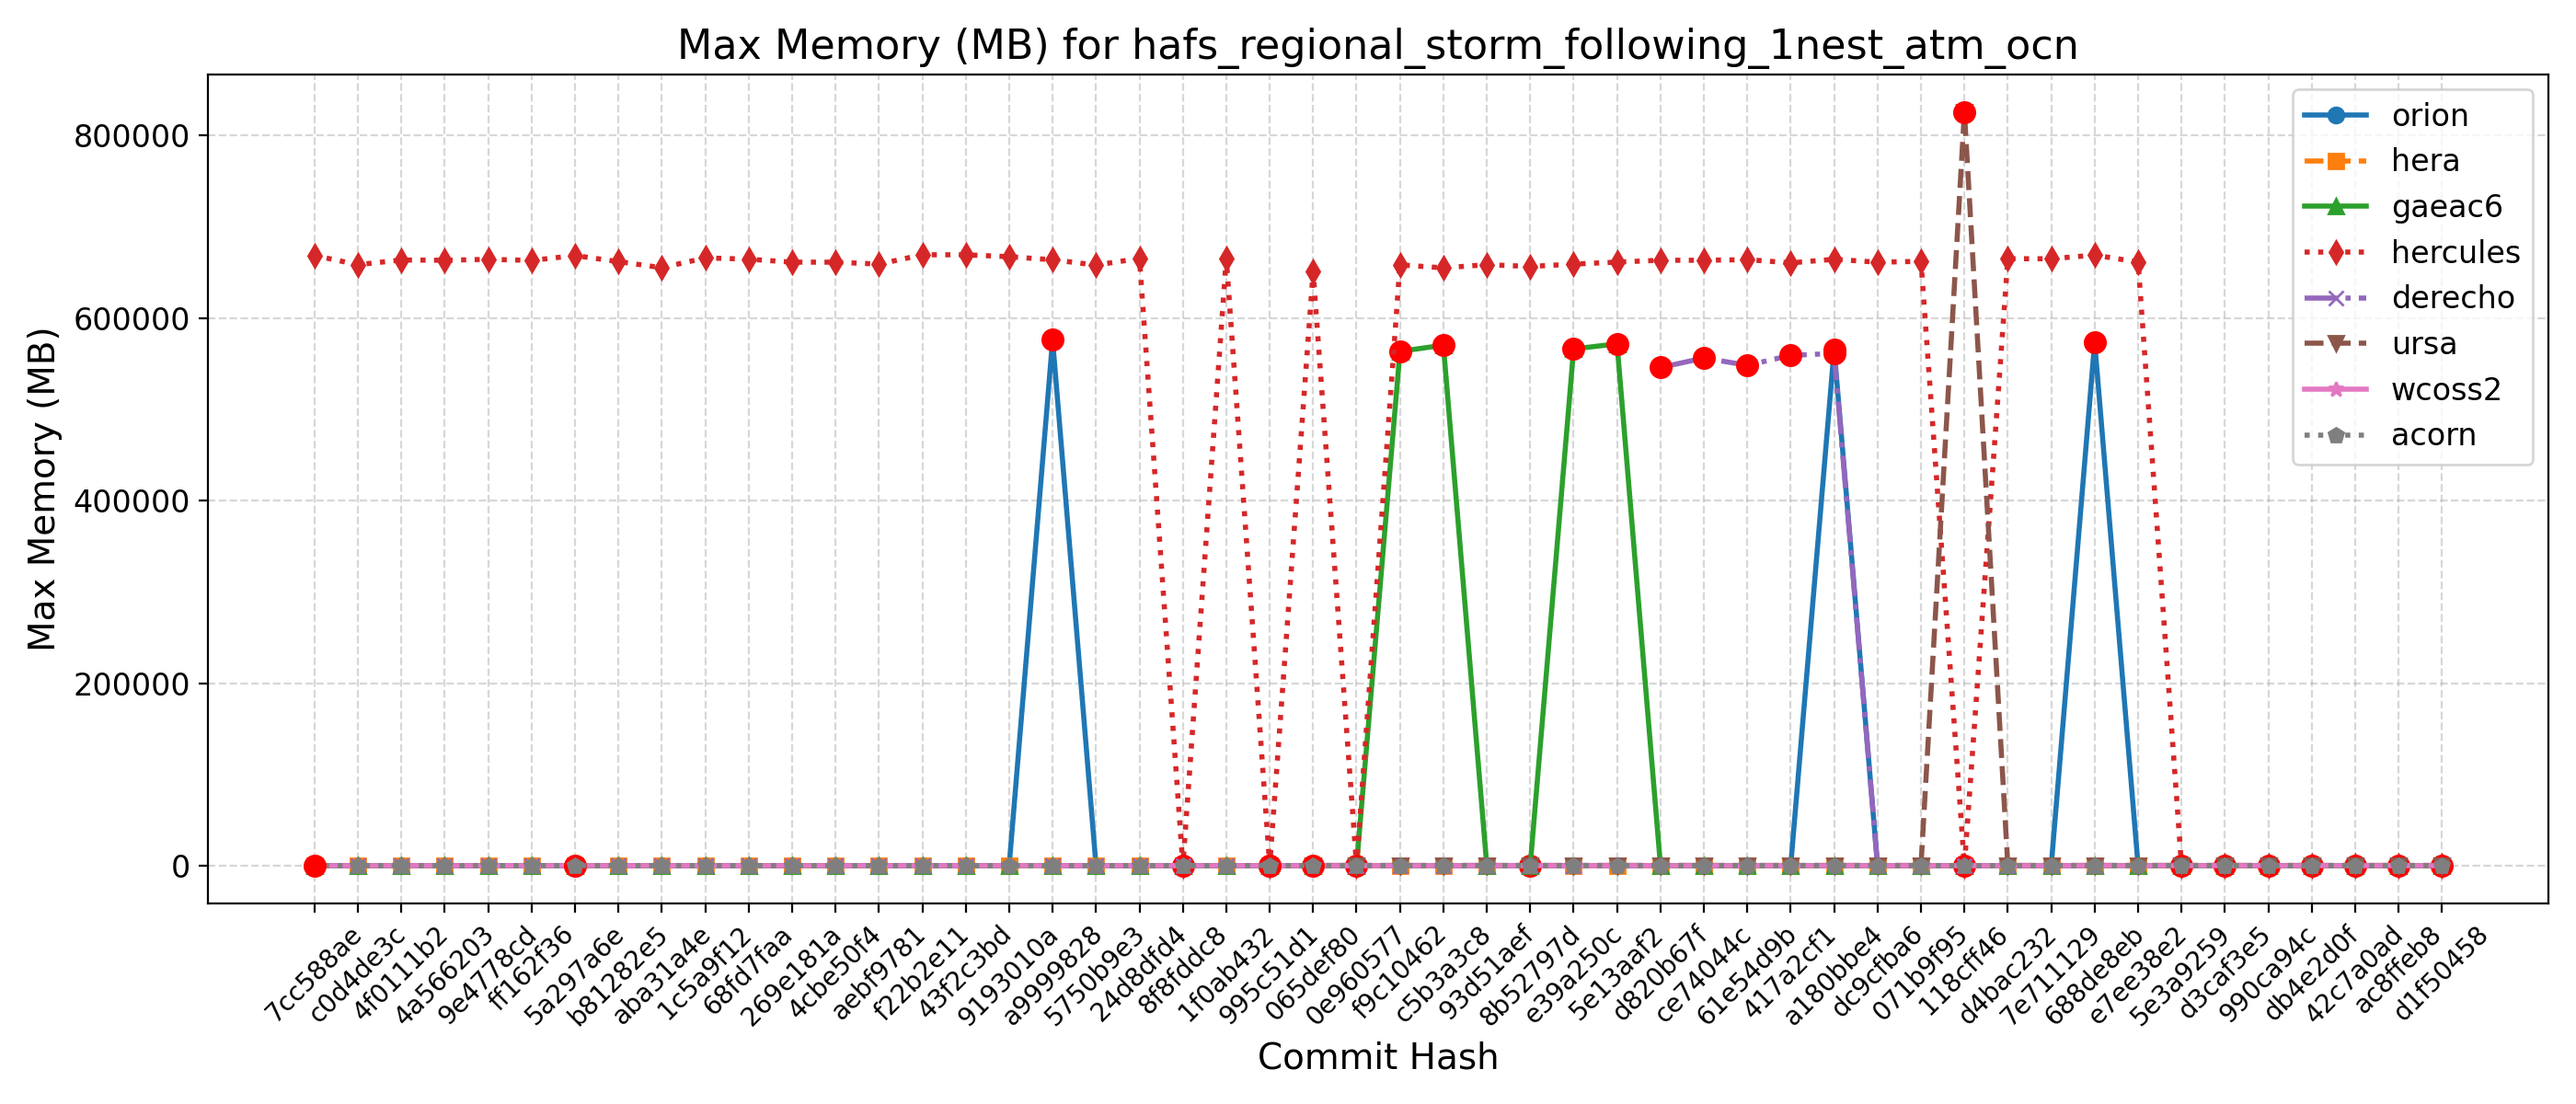 Max Memory (MB) for hafs_regional_storm_following_1nest_atm_ocn
Max Memory (MB)
800000
600000
400000
200000
0
orion
hera
gaeac6
hercules
derecho
ursa
wcoss2
acorn
7cc588ae
c0d4de3c
4f0111b2
4a566203
9e4778cd
ff162f36
5a297a6e
b81282e5
aba31a4e
1c5a9f12
68fd7faa
269e181a
4cbe50f4
aebf9781
f22b2e11
43f2c3bd
9193010a
a9999828
5750b9e3
24d8dfd4
8f8fddc8
1f0ab432
995c51d1
065def80
0e960577
f9c10462
c5b3a3c8
93d51aef
8b52797d
e39a250c
5e13aaf2
d820b67f
ce74044c
61e54d9b
417a2cf1
a180bbe4
dc9cfba6
071b9f95
118cff46
d4bac232
7e711129
688de8eb
e7ee38e2
5e3a9259
d3caf3e5
990ca94c
db4e2d0f
42c7a0ad
ac8ffeb8
d1f50458
Commit Hash